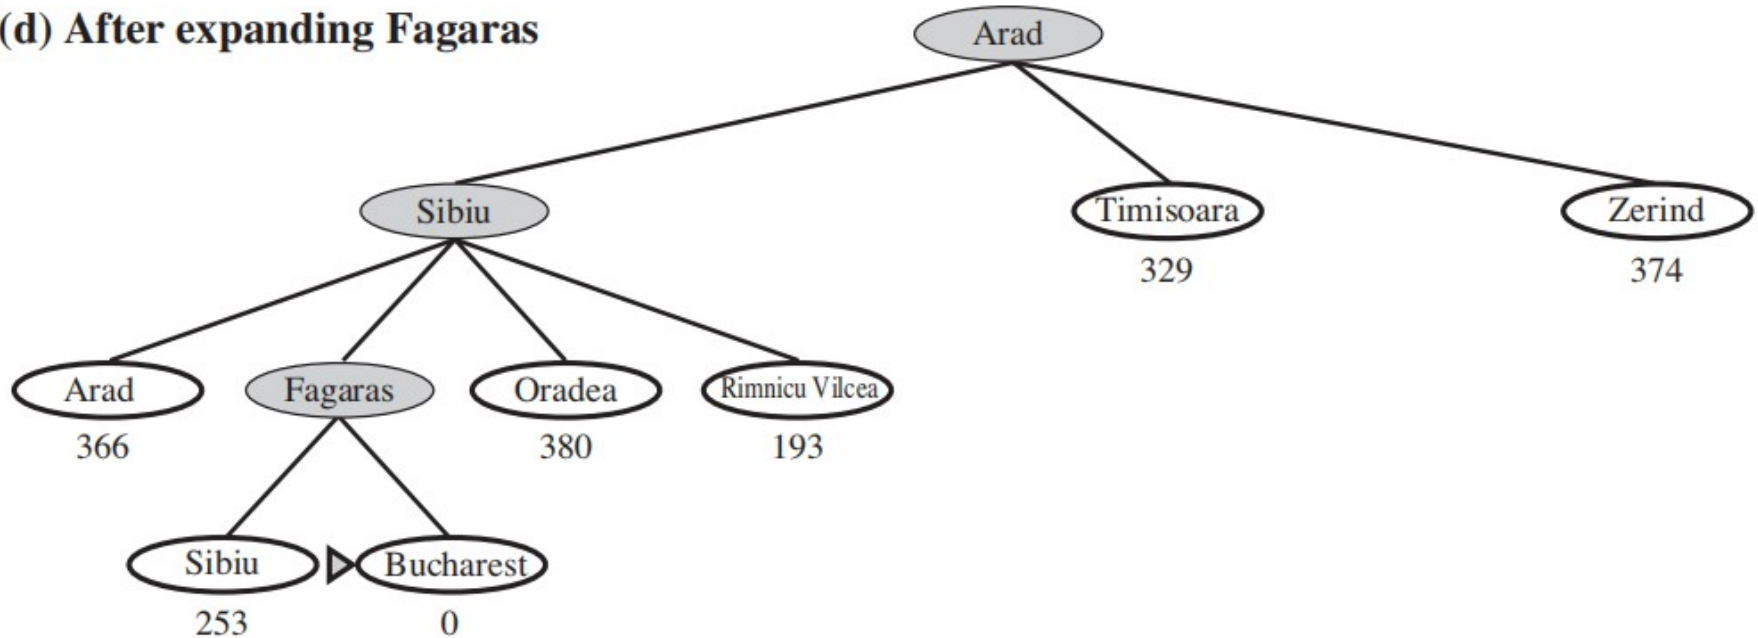 (d) After expanding Fagaras
Arad
Sibiu
Timisoara
Zerind
329
374
Arad
Fagaras
Oradea
Rimnicu Vilcea
366
380
193
Sibiu
Bucharest
253
0